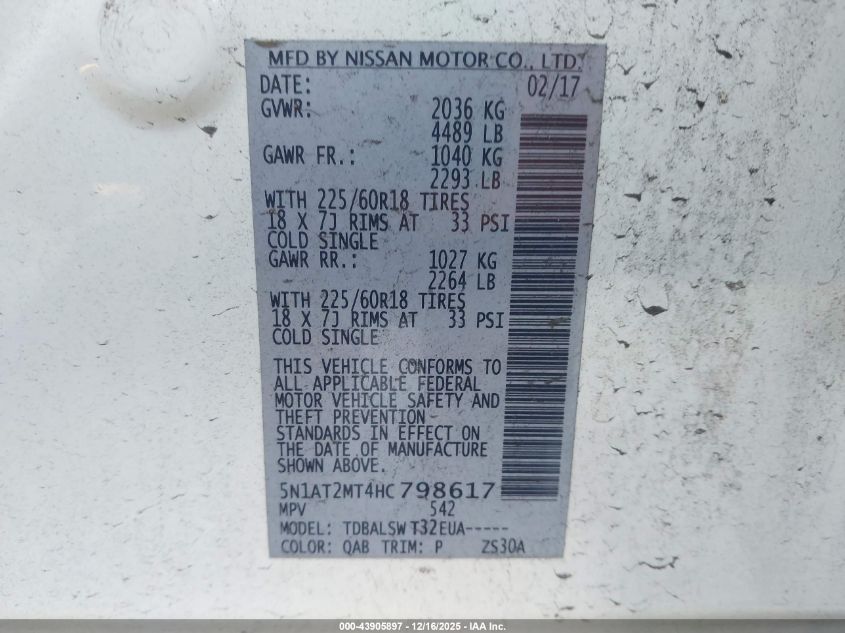 MFD BY NISSAN MOTOR CO., LTD.
DATE: 02/17
GVWR: 2036 KG
4489 LB
GAWR FR.: 1040 KG
2293 LB
WITH 225/60R18 TIRES
18 X 7J RIMS AT 33 PSI
COLD SINGLE
GAWR RR.: 1027 KG
2264 LB
WITH 225/60R18 TIRES
18 X 7J RIMS AT 33 PSI
COLD SINGLE
THIS VEHICLE CONFORMS TO
ALL APPLICABLE FEDERAL
MOTOR VEHICLE SAFETY AND
THEFT PREVENTION
STANDARDS IN EFFECT ON
THE DATE OF MANUFACTURE
SHOWN ABOVE.
5N1AT2MT4HC798617
MPV 542
MODEL: TDBALSW T32EUA-----
COLOR: QAB TRIM: P ZS30A
000-43905897 - 12/16/2025 - IAA Inc.